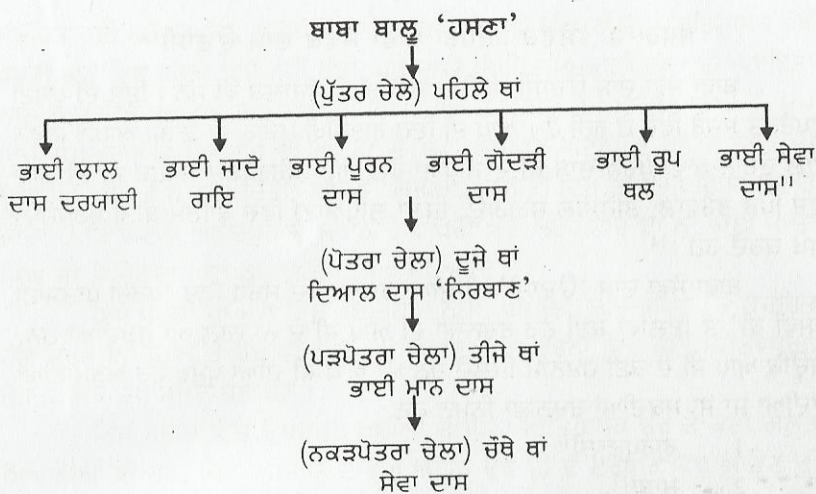 ਬਾਬਾ ਬਾਲੂ ‘ਹਸਣਾ’
(ਪੁੱਤਰ ਚੇਲੇ) ਪਹਿਲੇ ਥਾਂ
ਭਾਈ ਲਾਲ ਦਾਸ ਦਰਯਾਈ
ਭਾਈ ਜਾਦੋ ਰਾਇ
ਭਾਈ ਪੂਰਨ ਦਾਸ
ਭਾਈ ਗੋਦੜੀ ਦਾਸ
ਭਾਈ ਰੂਪ ਥਲ
ਭਾਈ ਸੇਵਾ ਦਾਸ"
(ਪੋਤਰਾ ਚੇਲਾ) ਦੂਜੇ ਥਾਂ
ਦਿਆਲ ਦਾਸ ‘ਨਿਰਬਾਣ’
(ਪੜਪੋਤਰਾ ਚੇਲਾ) ਤੀਜੇ ਥਾਂ
ਭਾਈ ਮਾਨ ਦਾਸ
(ਨਕੜਪੋਤਰਾ ਚੇਲਾ) ਚੌਥੇ ਥਾਂ
ਸੇਵਾ ਦਾਸ